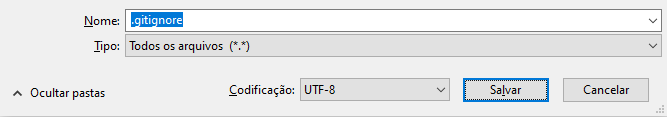 Nome: .gitignore
Tipo: Todos os arquivos (*.*)
Ocultar pastas Codificação: UTF-8 Salvar Cancelar